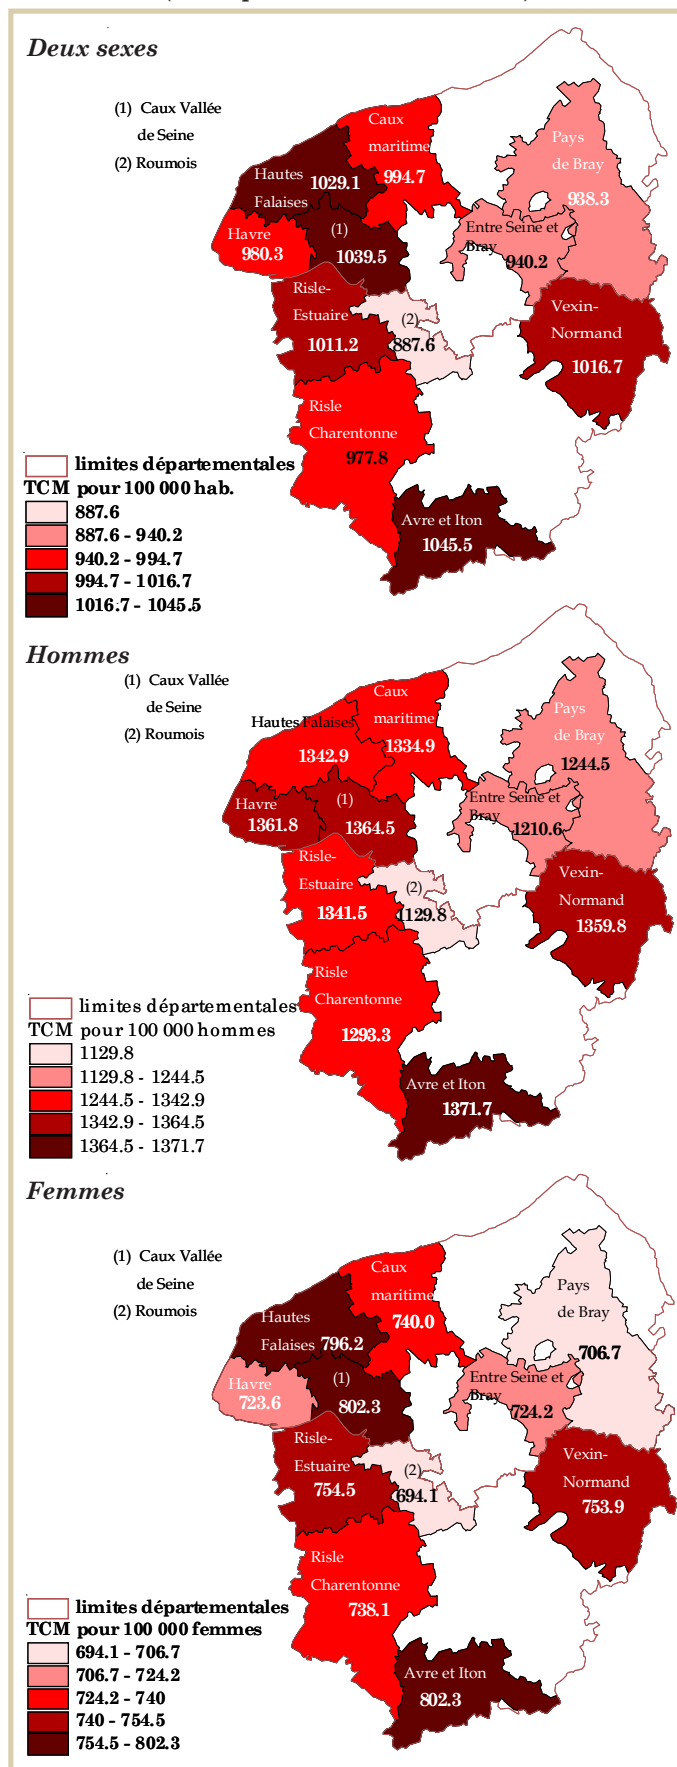 Deux sexes
(1) Caux Vallée
de Seine
(2) Roumois
Caux
maritime
994.7
Pays
de Bray
938.3
Hautes
Falaises
1029.1
(1)
1039.5
Havre
980.3
Entre Seine et
Bray
940.2
Risle-
Estuaire
1011.2
(2)
887.6
Vexin-
Normand
1016.7
Risle
Charentonne
977.8
Avre et Iton
1045.5
limites départementales
TCM pour 100 000 hab.
887.6
887.6 - 940.2
940.2 - 994.7
994.7 - 1016.7
1016.7 - 1045.5
Hommes
(1) Caux Vallée
de Seine
(2) Roumois
Caux
maritime
1334.9
Pays
de Bray
1244.5
Hautes Falaises
1342.9
Havre
1361.8
(1)
1364.5
Entre Seine et
Bray
1210.6
Risle-
Estuaire
1341.5
(2)
1129.8
Vexin-
Normand
1359.8
Risle
Charentonne
1293.3
Avre et Iton
1371.7
limites départementales
TCM pour 100 000 hommes
1129.8
1129.8 - 1244.5
1244.5 - 1342.9
1342.9 - 1364.5
1364.5 - 1371.7
Femmes
(1) Caux Vallée
de Seine
(2) Roumois
Caux
maritime
740.0
Pays
de Bray
706.7
Hautes
Falaises
796.2
Havre
723.6
(1)
802.3
Entre Seine et
Bray
724.2
Risle-
Estuaire
754.5
(2)
694.1
Vexin-
Normand
753.9
Risle
Charentonne
738.1
Avre et Iton
802.3
limites départementales
TCM pour 100 000 femmes
694.1 - 706.7
706.7 - 724.2
724.2 - 740
740 - 754.5
754.5 - 802.3